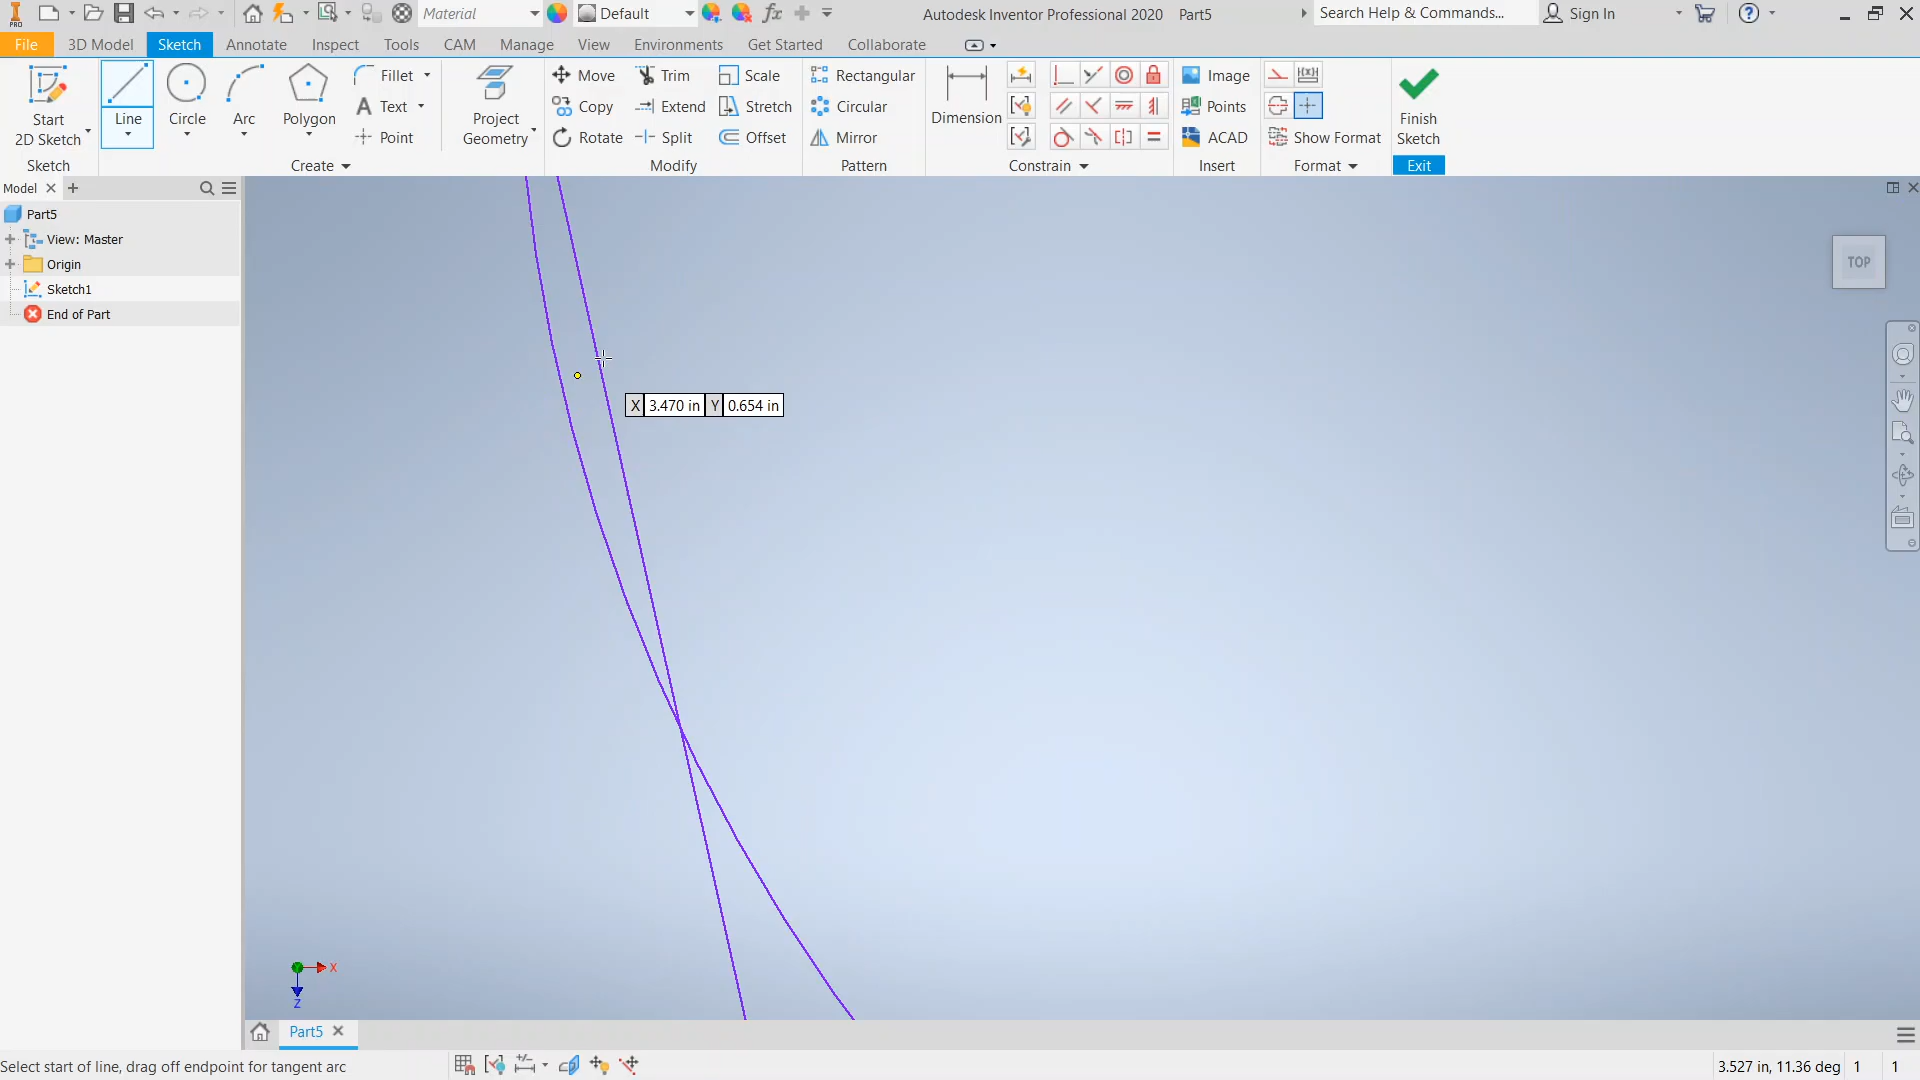 PRO Material Default fx Autodesk Inventor Professional 2020 Part5 Search Help & Commands... Sign In
File 3D Model Sketch Annotate Inspect Tools CAM Manage View Environments Get Started Collaborate
Start
2D Sketch
Line
Circle
Arc
Polygon
Fillet
Text
Point
Project
Geometry
Move
Copy
Rotate
Trim
Extend
Split
Scale
Stretch
Offset
Rectangular
Circular
Mirror
Dimension
Image
Points
ACAD
Show Format
Finish
Sketch
Sketch Create Modify Pattern Constrain Insert Format Exit
Model
Part5
View: Master
Origin
Sketch1
End of Part
TOP
X 3.470 in Y 0.654 in
X
Z
Part5
Select start of line, drag off endpoint for tangent arc
3.527 in, 11.36 deg 1 1